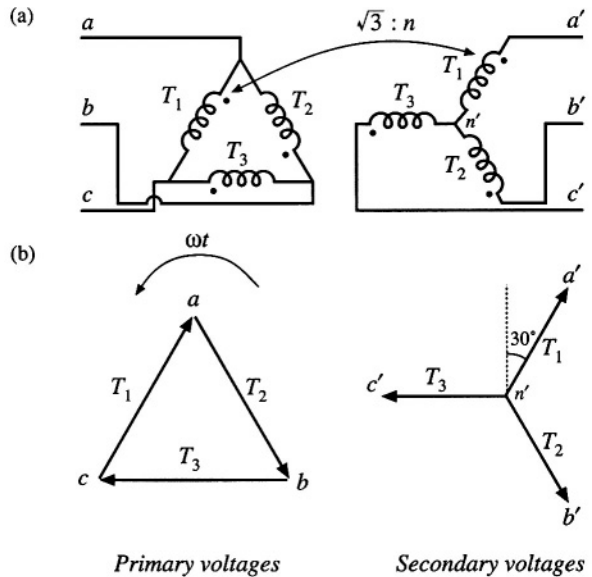 (a)
a
√3 : n
a′
T₁
T₂
T₁
b
T₃
b′
n′
T₃
T₂
c
c′
(b)
ωt
a
a′
30°
T₁
T₁
T₂
c′
T₃
n′
T₃
T₂
c
b
b′
Primary voltages
Secondary voltages